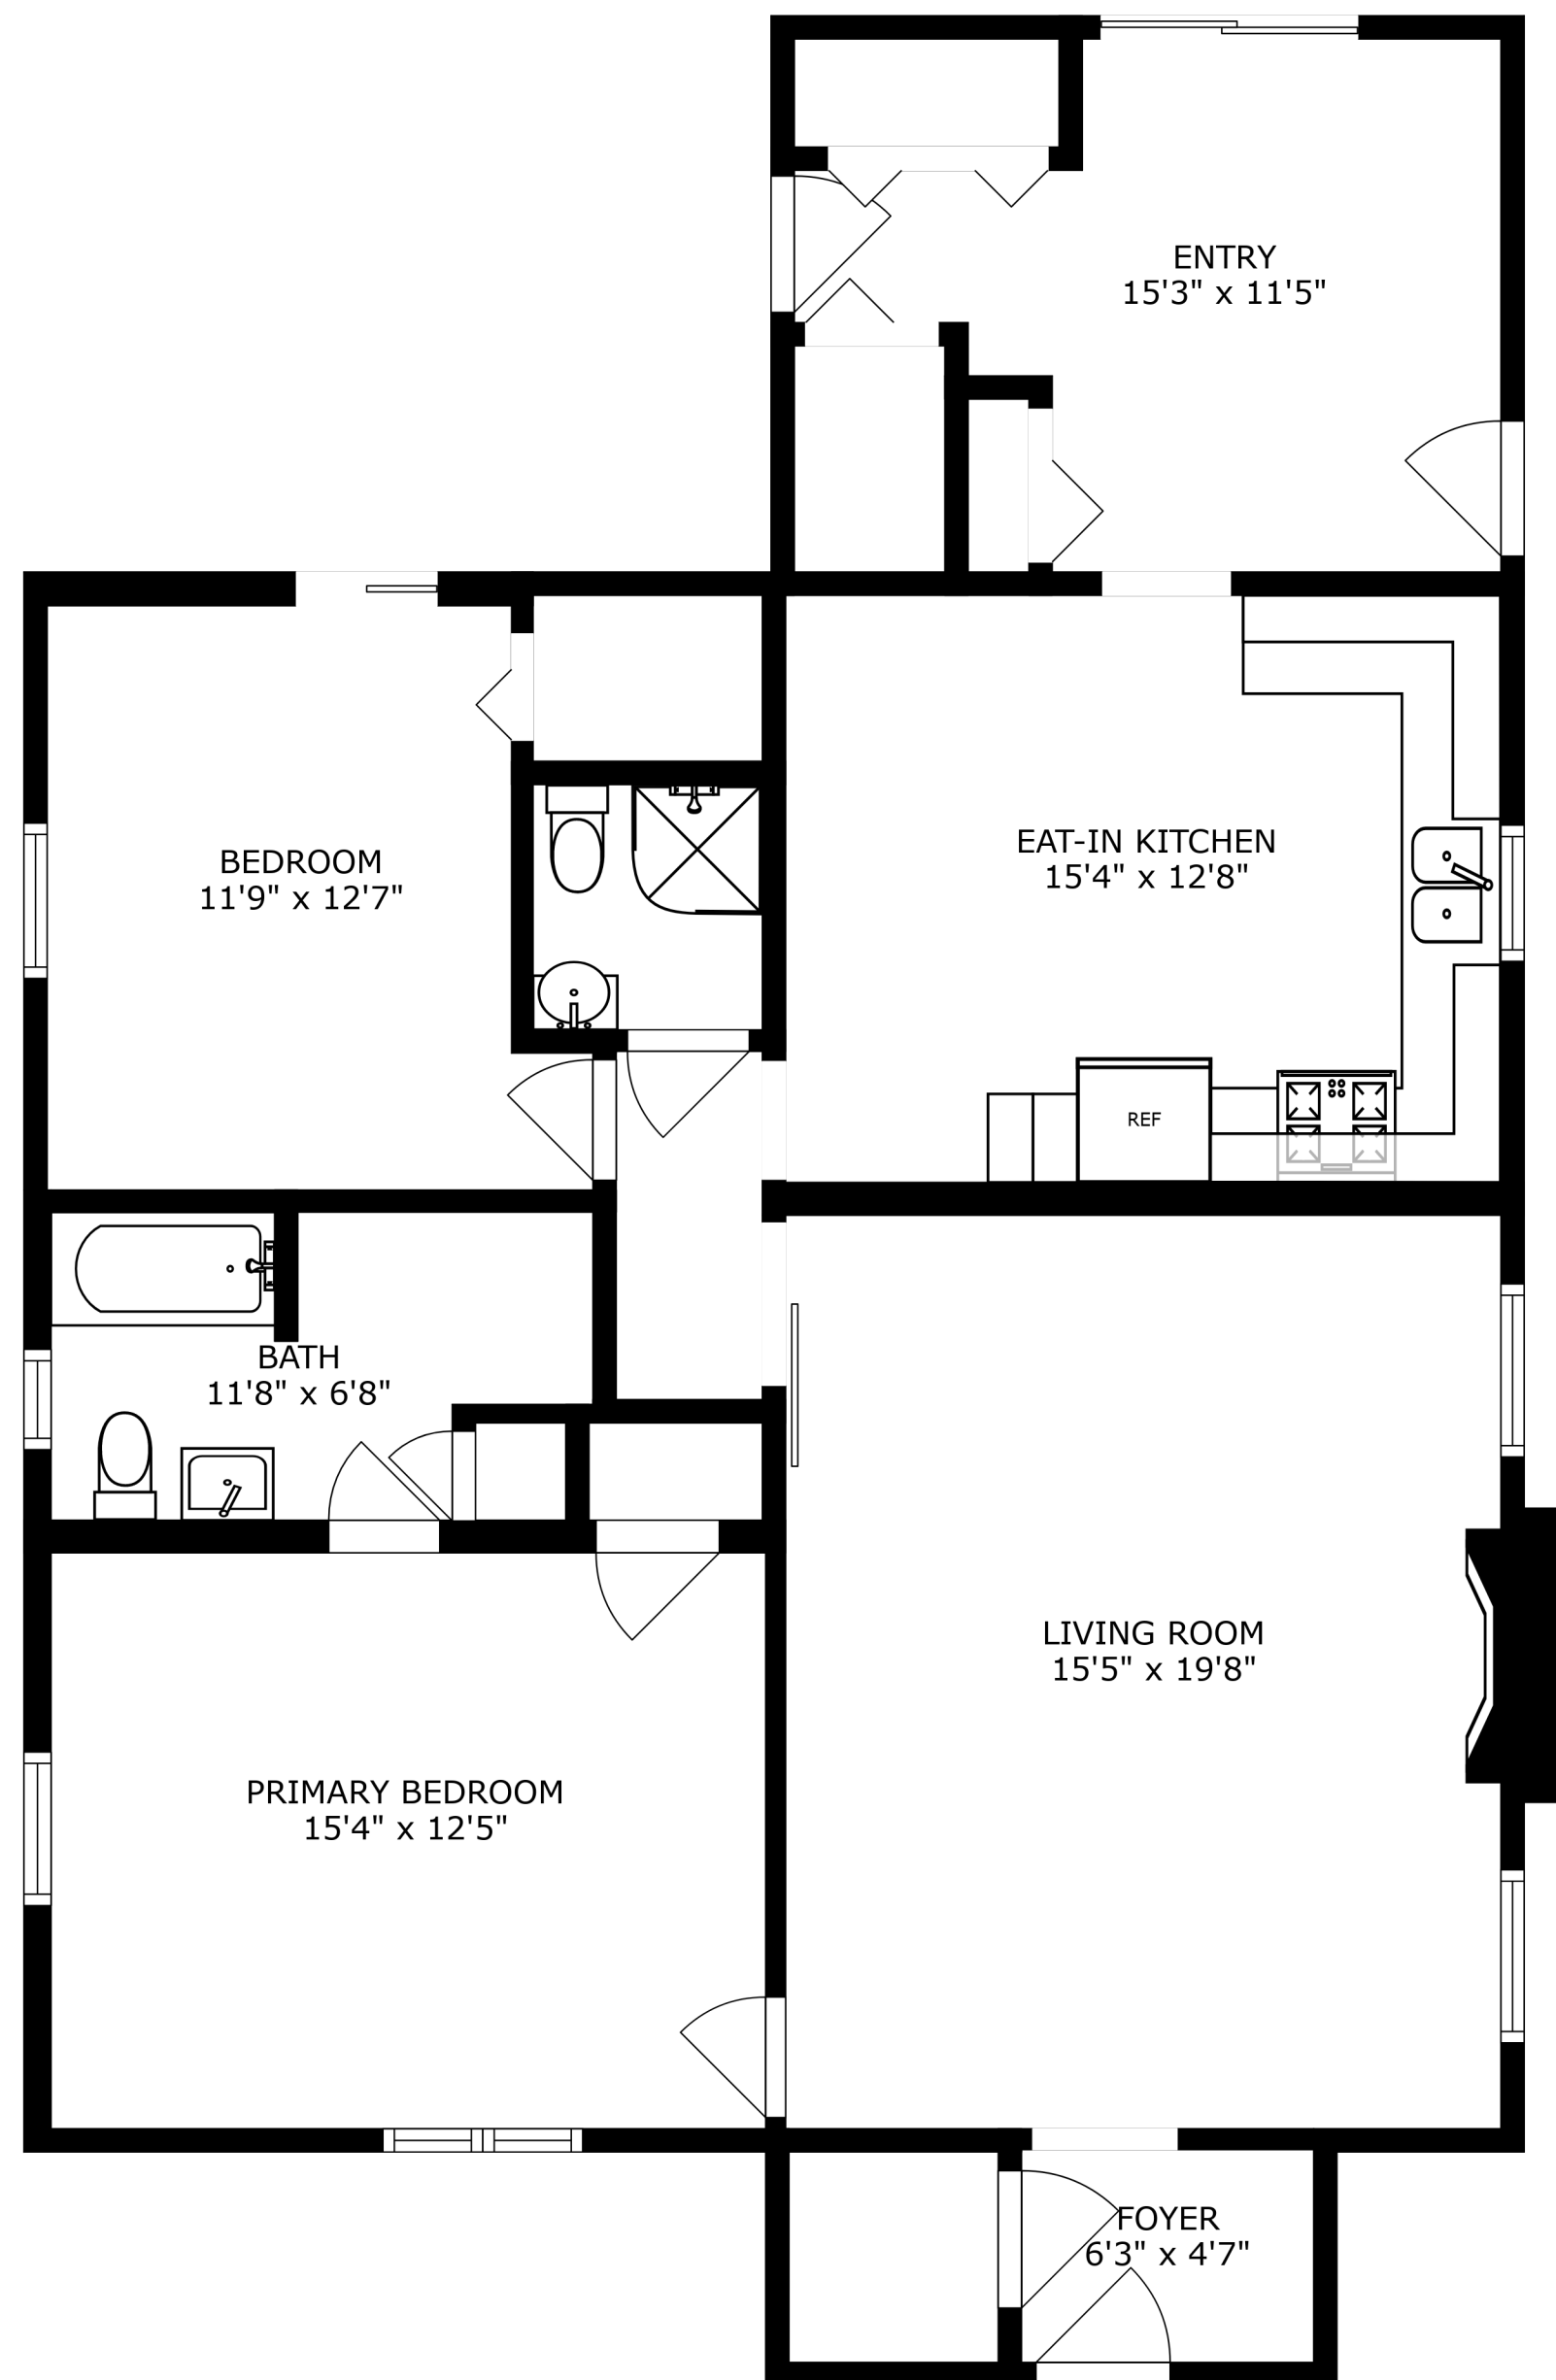 ENTRY
15'3" x 11'5"
BEDROOM
11'9" x 12'7"
EAT-IN KITCHEN
15'4" x 12'8"
REF
BATH
11'8" x 6'8"
LIVING ROOM
15'5" x 19'8"
PRIMARY BEDROOM
15'4" x 12'5"
FOYER
6'3" x 4'7"